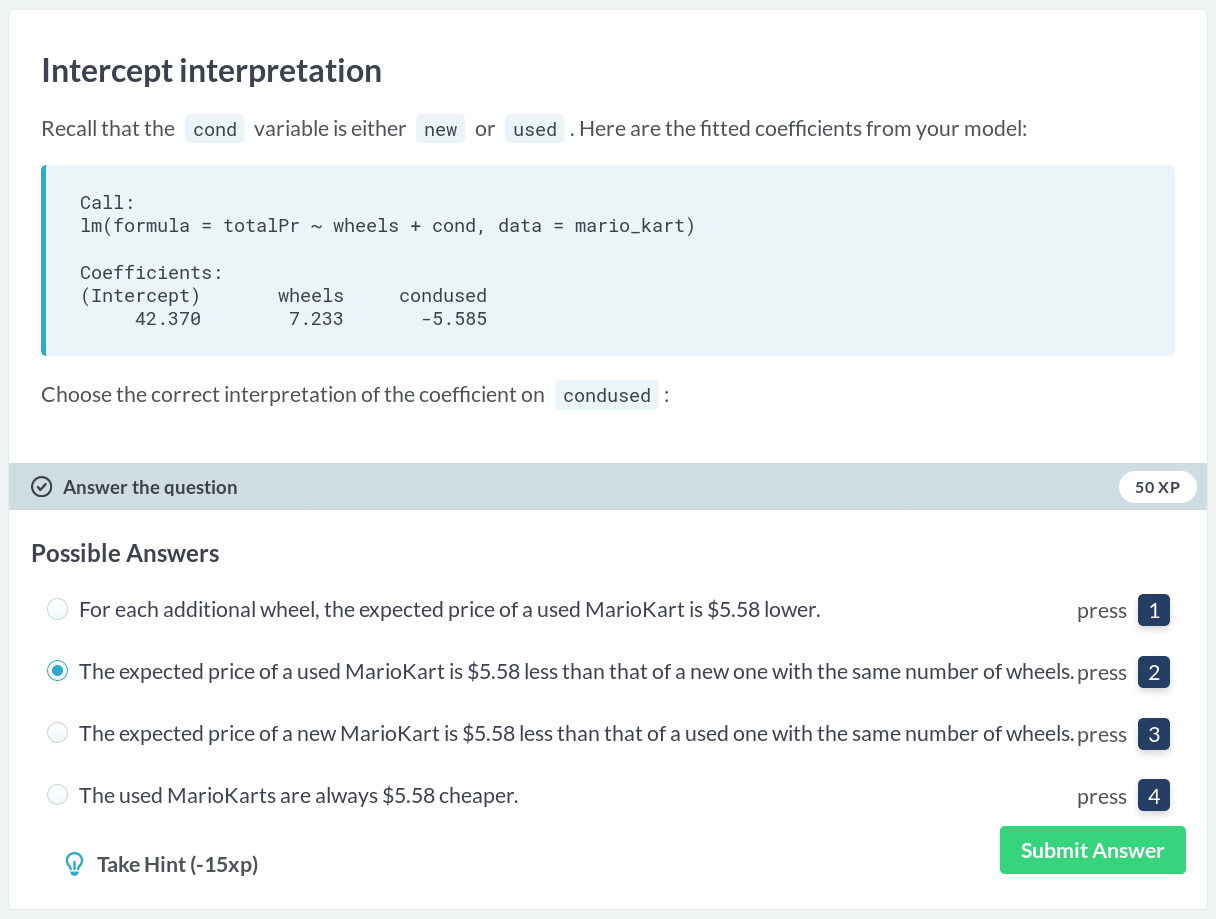 Intercept interpretation
Recall that the cond variable is either new or used . Here are the fitted coefficients from your model:
Call:
lm(formula = totalPr ~ wheels + cond, data = mario_kart)
Coefficients:
(Intercept) wheels condused
42.370 7.233 -5.585
Choose the correct interpretation of the coefficient on condused :
Answer the question 50 XP
Possible Answers
For each additional wheel, the expected price of a used MarioKart is $5.58 lower. press 1
The expected price of a used MarioKart is $5.58 less than that of a new one with the same number of wheels. press 2
The expected price of a new MarioKart is $5.58 less than that of a used one with the same number of wheels. press 3
The used MarioKarts are always $5.58 cheaper. press 4
Take Hint (-15xp) Submit Answer